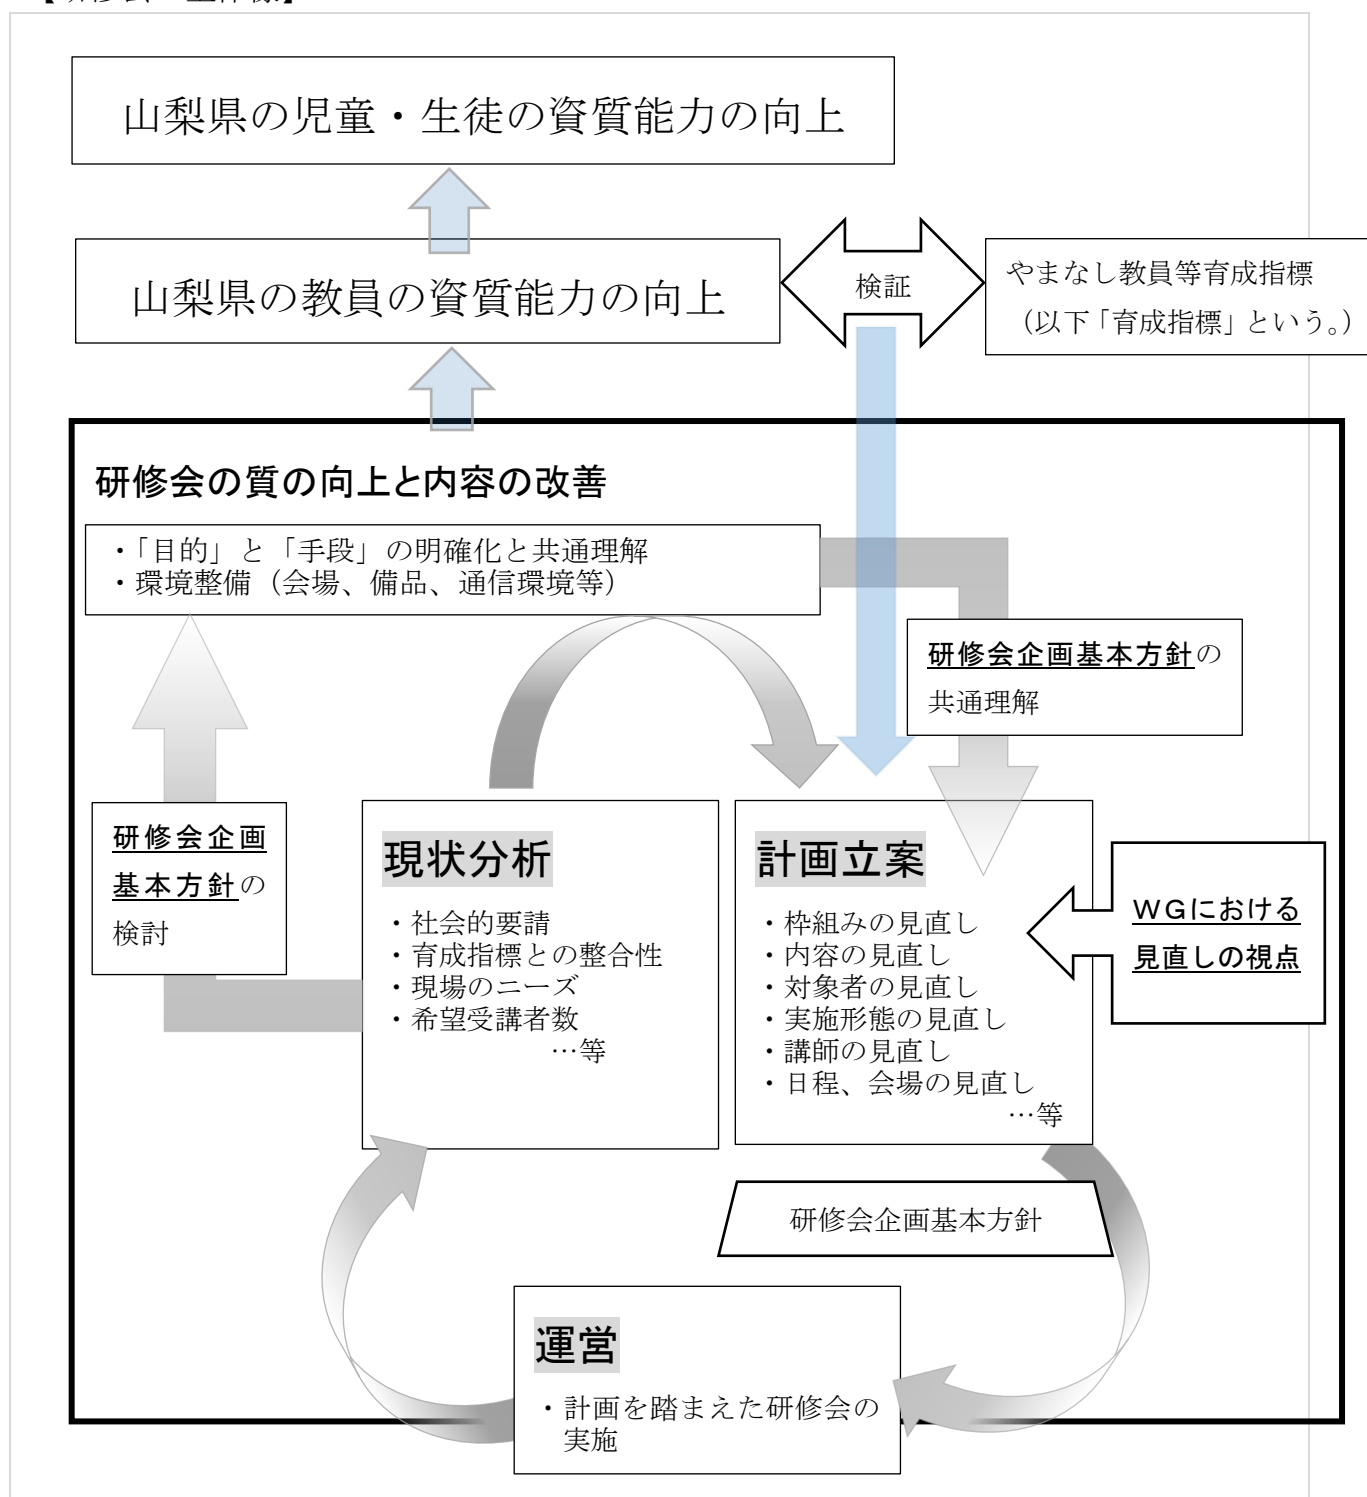 山梨県の児童・生徒の資質能力の向上
山梨県の教員の資質能力の向上
検証
やまなし教員等育成指標
（以下「育成指標」という。）
研修会の質の向上と内容の改善
・「目的」と「手段」の明確化と共通理解
・環境整備（会場、備品、通信環境等）
研修会企画基本方針の
共通理解
研修会企画
基本方針の
検討
現状分析
・社会的要請
・育成指標との整合性
・現場のニーズ
・希望受講者数
…等
計画立案
・枠組みの見直し
・内容の見直し
・対象者の見直し
・実施形態の見直し
・講師の見直し
・日程、会場の見直し
…等
ＷＧにおける
見直しの視点
研修会企画基本方針
運営
・計画を踏まえた研修会の
実施